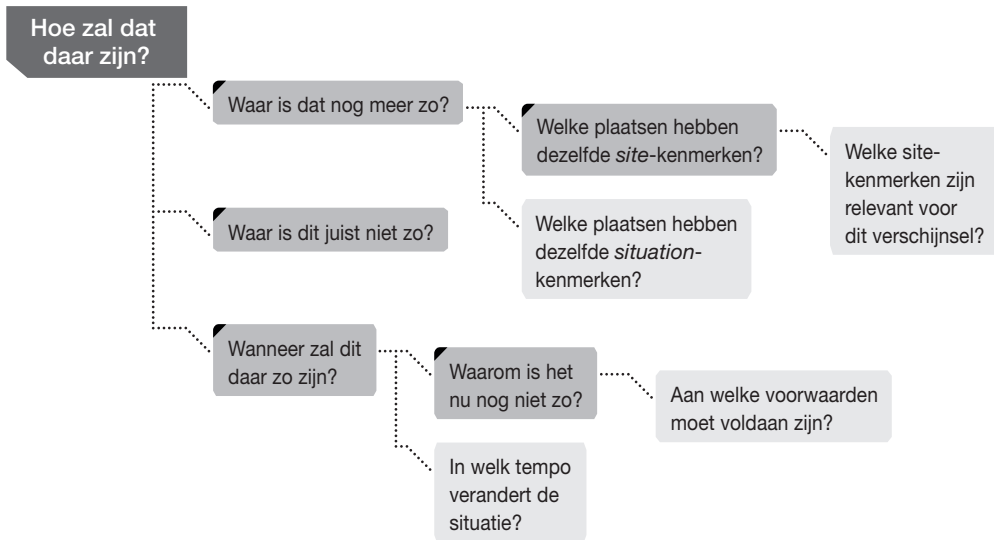 Hoe zal dat
daar zijn?
Waar is dat nog meer zo?
Welke plaatsen hebben
dezelfde site-kenmerken?
Welke site-
kenmerken zijn
relevant voor
dit verschijnsel?
Welke plaatsen hebben
dezelfde situation-
kenmerken?
Waar is dit juist niet zo?
Wanneer zal dit
daar zo zijn?
Waarom is het
nu nog niet zo?
Aan welke voorwaarden
moet voldaan zijn?
In welk tempo
verandert de
situatie?